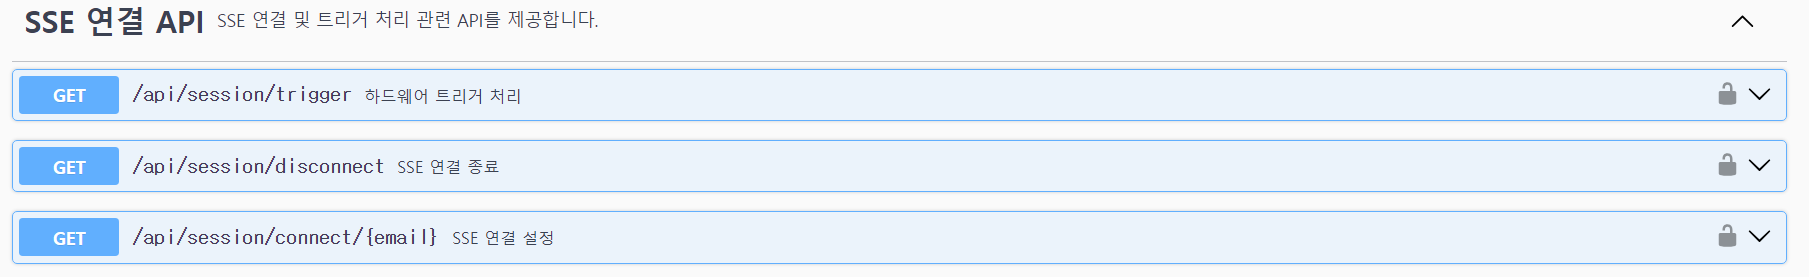 SSE 연결 API SSE 연결 및 트리거 처리 관련 API를 제공합니다.
GET /api/session/trigger 하드웨어 트리거 처리
GET /api/session/disconnect SSE 연결 종료
GET /api/session/connect/{email} SSE 연결 설정